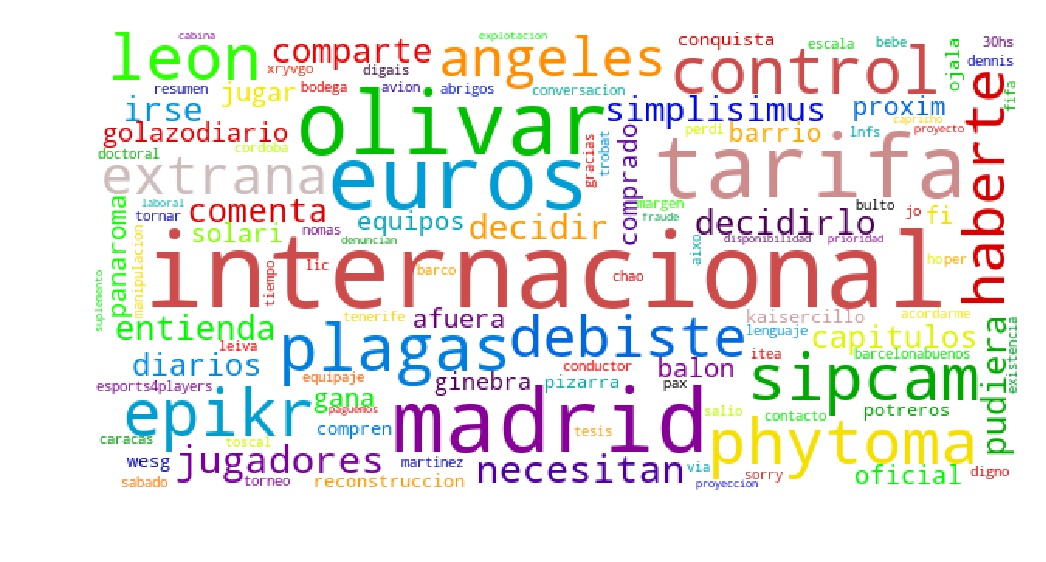 cabina
explotacion
leon
comparte
angeles
conquista
escala
bebe
30hs
xryvgo
digais
control
ojala
dennis
resumen
jugar
bodega
avion
abrigos
conversacion
haberte
fifa
irse
olivar
simplisimus
proxim
capricho
golazodiario
cordoba
gracias
trobat
comprado
perdi
barrio
lnfs
proyecto
doctoral
extrana
euros
tarifa
laboral
tornar
comenta
equipos
decidir
margen
fraude
decidirlo
bulto
jo
fi
panaroma
manipulacion
solari
nomas
denuncian
aixo
disponibilidad
prioridad
suplemento
internacional
tiempo
lic
barco
chao
hoper
entienda
tenerife
afuera
debiste
kaisercillo
lenguaje
acordarme
capitulos
pudiera
existencia
leiva
plagas
diarios
equipaje
conductor
balon
itea
barcelonabuenos
esports4players
ginebra
pizarra
pax
sipcam
epikr
gana
paguenos
madrid
salio
contacto
potreros
caracas
toscal
compren
tesis
phytoma
wesg
jugadores
martinez
necesitan
via
sorry
oficial
digno
sabado
torneo
reconstruccion
proyeccion